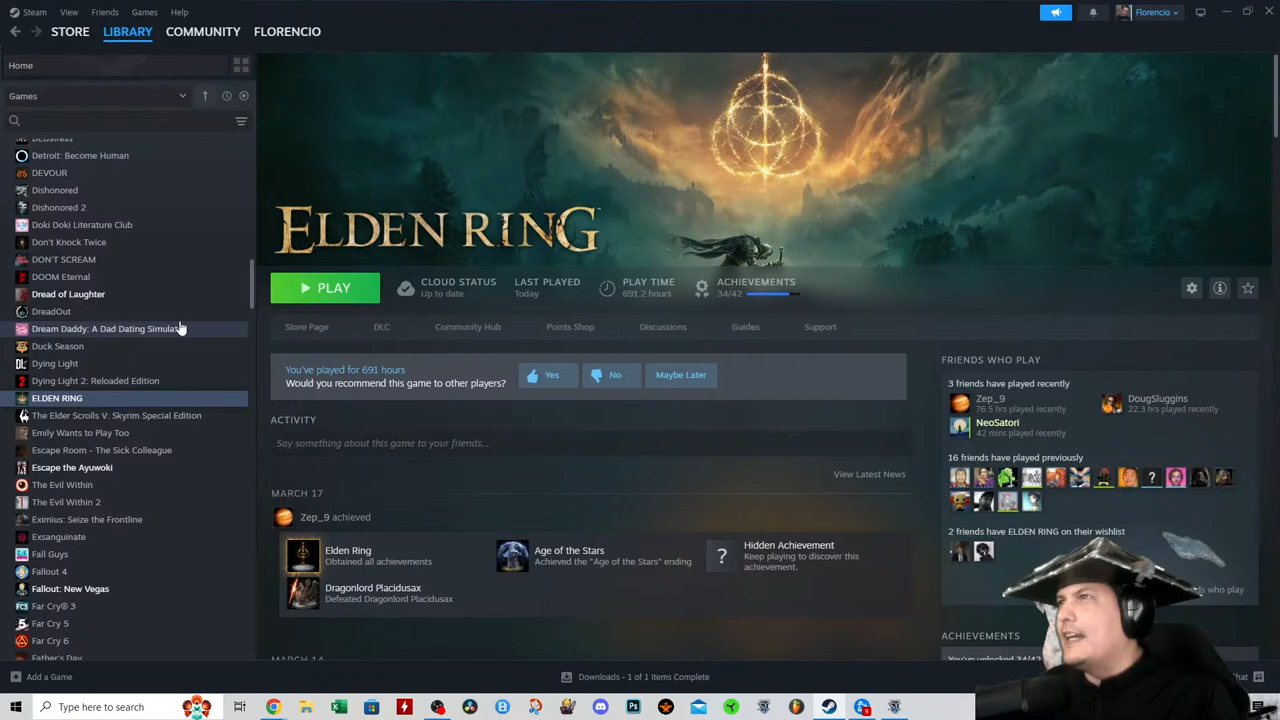 Steam View Friends Games Help
Florencio
STORE LIBRARY COMMUNITY FLORENCIO
Home
Games
Detroit: Become Human
DEVOUR
Dishonored
Dishonored 2
Doki Doki Literature Club
Don't Knock Twice
DON'T SCREAM
DOOM Eternal
Dread of Laughter
DreadOut
Dream Daddy: A Dad Dating
Duck Season
Dying Light
Dying Light 2: Reloaded Edition
ELDEN RING
The Elder Scrolls V: Skyrim Special Edition
Emily Wants to Play Too
Escape Room - The Sick Colleague
Escape the Ayuwoki
The Evil Within
The Evil Within 2
Eximius: Seize the Frontline
Exsanguinate
Fall Guys
Fallout 4
Fallout: New Vegas
Far Cry® 3
Far Cry 5
Far Cry 6
Father's Day
Add a Game
ELDEN RING
PLAY
CLOUD STATUS
Up to date
LAST PLAYED
Today
PLAY TIME
691.2 hours
ACHIEVEMENTS
34/42
Store Page DLC Community Hub Points Shop Discussions Guides Support
You've played for 691 hours
Would you recommend this game to other players?
Yes No Maybe Later
ACTIVITY
Say something about this game to your friends...
View Latest News
MARCH 17
Zep_9 achieved
Elden Ring
Obtained all achievements
Age of the Stars
Achieved the "Age of the Stars" ending
Hidden Achievement
Keep playing to discover this
achievement.
Dragonlord Placidusax
Defeated Dragonlord Placidusax
MARCH 14
FRIENDS WHO PLAY
3 friends have played recently
Zep_9
76.5 hrs played recently
DougSluggins
22.3 hrs played recently
NeoSatori
42 mins played recently
16 friends have played previously
2 friends have ELDEN RING on their wishlist
who play
ACHIEVEMENTS
Downloads - 1 of 1 Items Complete
Type here to search